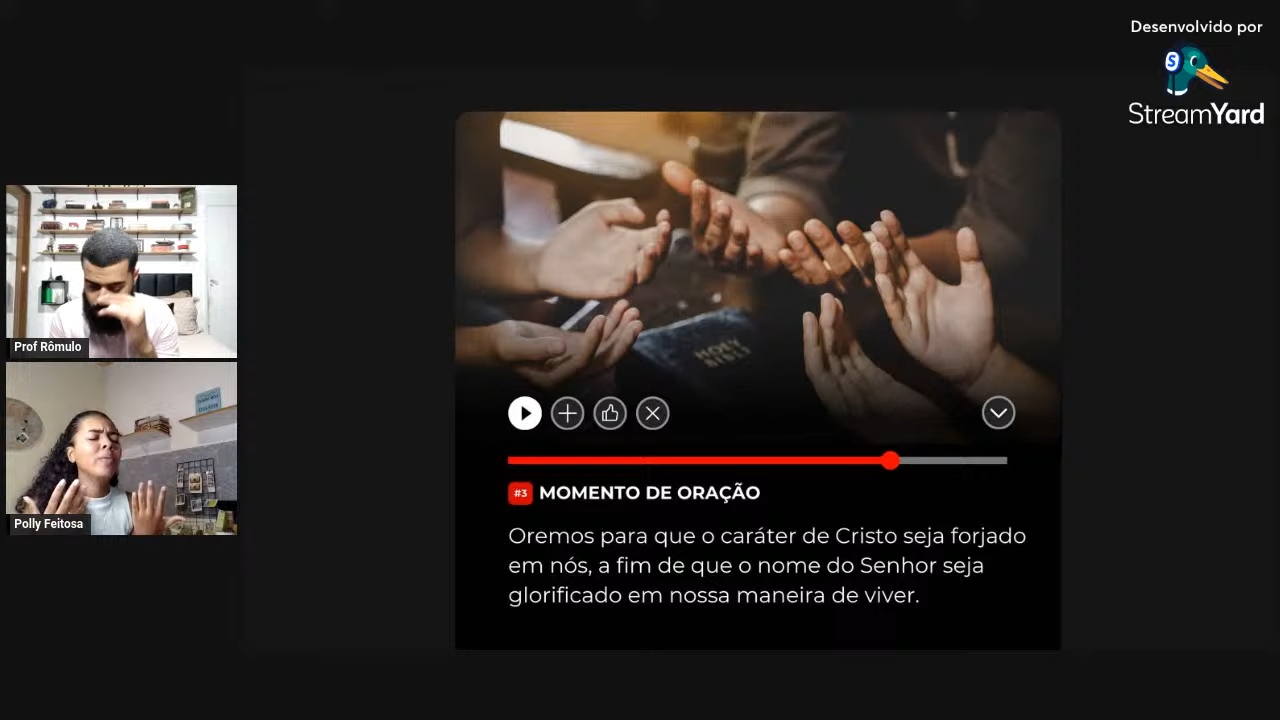 Desenvolvido por
StreamYard
Prof Rômulo
Polly Feitosa
HOLY
BIBLE
#3 MOMENTO DE ORAÇÃO
Oremos para que o caráter de Cristo seja forjado
em nós, a fim de que o nome do Senhor seja
glorificado em nossa maneira de viver.